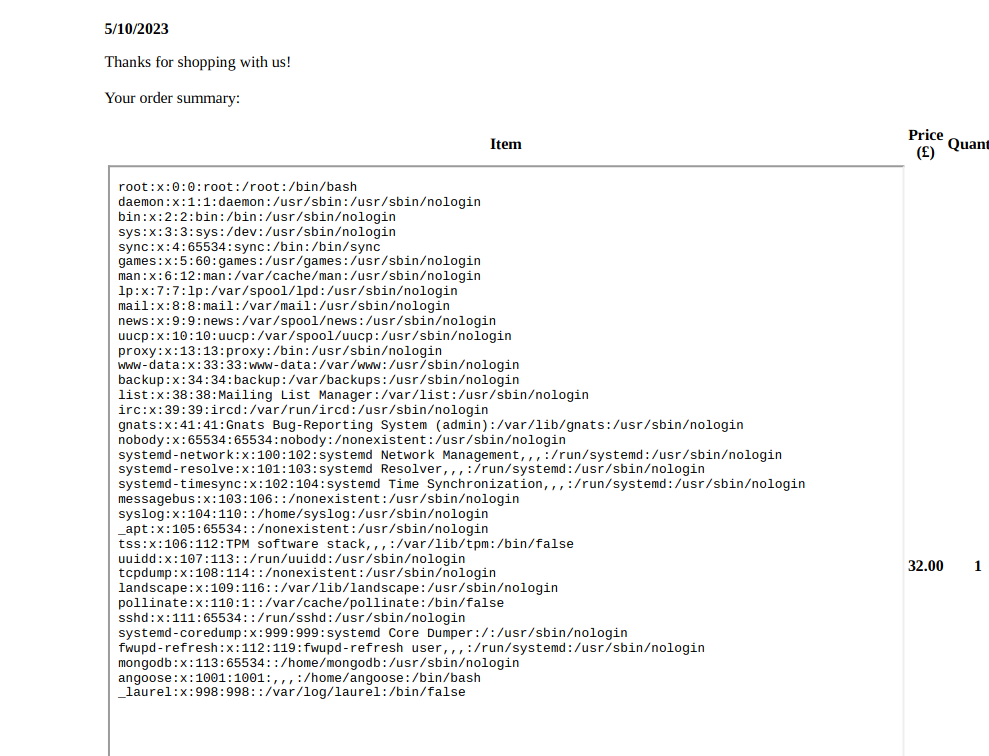 5/10/2023
Thanks for shopping with us!
Your order summary:
Item Price (£) Quant
root:x:0:0:root:/root:/bin/bash
daemon:x:1:1:daemon:/usr/sbin:/usr/sbin/nologin
bin:x:2:2:bin:/bin:/usr/sbin/nologin
sys:x:3:3:sys:/dev:/usr/sbin/nologin
sync:x:4:65534:sync:/bin:/bin/sync
games:x:5:60:games:/usr/games:/usr/sbin/nologin
man:x:6:12:man:/var/cache/man:/usr/sbin/nologin
lp:x:7:7:lp:/var/spool/lpd:/usr/sbin/nologin
mail:x:8:8:mail:/var/mail:/usr/sbin/nologin
news:x:9:9:news:/var/spool/news:/usr/sbin/nologin
uucp:x:10:10:uucp:/var/spool/uucp:/usr/sbin/nologin
proxy:x:13:13:proxy:/bin:/usr/sbin/nologin
www-data:x:33:33:www-data:/var/www:/usr/sbin/nologin
backup:x:34:34:backup:/var/backups:/usr/sbin/nologin
list:x:38:38:Mailing List Manager:/var/list:/usr/sbin/nologin
irc:x:39:39:ircd:/var/run/ircd:/usr/sbin/nologin
gnats:x:41:41:Gnats Bug-Reporting System (admin):/var/lib/gnats:/usr/sbin/nologin
nobody:x:65534:65534:nobody:/nonexistent:/usr/sbin/nologin
systemd-network:x:100:102:systemd Network Management,,,:/run/systemd:/usr/sbin/nologin
systemd-resolve:x:101:103:systemd Resolver,,,:/run/systemd:/usr/sbin/nologin
systemd-timesync:x:102:104:systemd Time Synchronization,,,:/run/systemd:/usr/sbin/nologin
messagebus:x:103:106::/nonexistent:/usr/sbin/nologin
syslog:x:104:110::/home/syslog:/usr/sbin/nologin
_apt:x:105:65534::/nonexistent:/usr/sbin/nologin
tss:x:106:112:TPM software stack,,,:/var/lib/tpm:/bin/false
uuidd:x:107:113::/run/uuidd:/usr/sbin/nologin
tcpdump:x:108:114::/nonexistent:/usr/sbin/nologin
landscape:x:109:116::/var/lib/landscape:/usr/sbin/nologin
pollinate:x:110:1::/var/cache/pollinate:/bin/false
sshd:x:111:65534::/run/sshd:/usr/sbin/nologin
systemd-coredump:x:999:999:systemd Core Dumper:/:/usr/sbin/nologin
fwupd-refresh:x:112:119:fwupd-refresh user,,,:/run/systemd:/usr/sbin/nologin
mongodb:x:113:65534::/home/mongodb:/usr/sbin/nologin
angoose:x:1001:1001:,,,:/home/angoose:/bin/bash
_laurel:x:998:998::/var/log/laurel:/bin/false
32.00 1